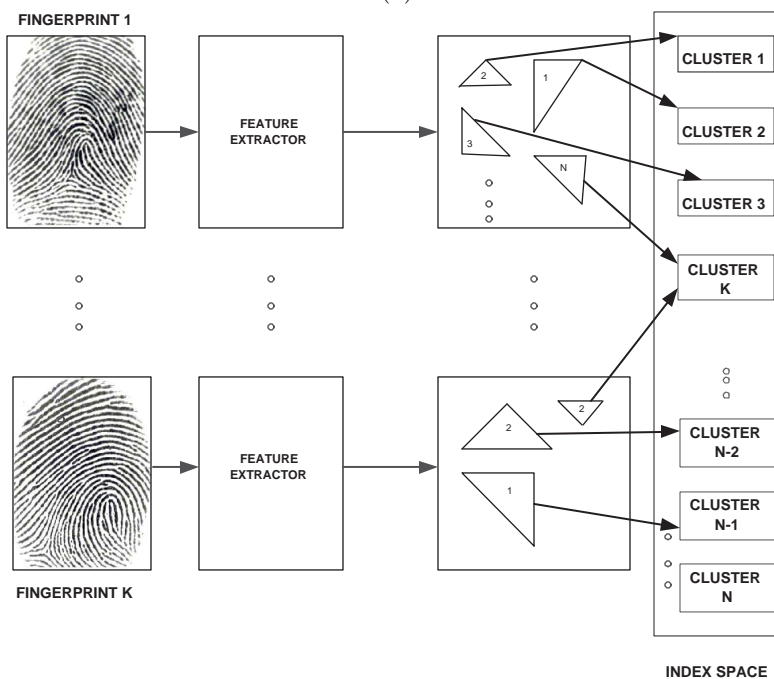 FINGERPRINT 1
FEATURE
EXTRACTOR
2
1
3
N
CLUSTER 1
CLUSTER 2
CLUSTER 3
CLUSTER
K
FEATURE
EXTRACTOR
2
2
1
CLUSTER
N-2
CLUSTER
N-1
CLUSTER
N
FINGERPRINT K
INDEX SPACE